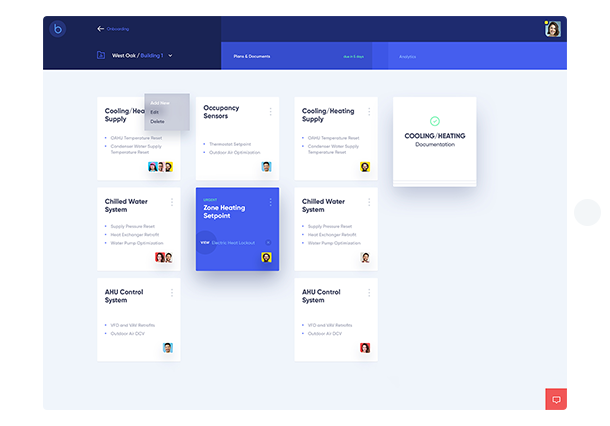 b
Onboarding
West Oak / Building 1
Plans & Documents
Analytics
Cooling/Hea
Supply
Add New
Edit
Delete
OAHU Temperature Reset
Condenser Water Supply
Temperature Reset
Occupancy
Sensors
Thermostat Setpoint
Outdoor Air Optimization
Cooling/Heating
Supply
OAHU Temperature Reset
Condenser Water Supply
Temperature Reset
COOLING/HEATING
Documentation
Chilled Water
System
Supply Pressure Reset
Heat Exchanger Retrofit
Water Pump Optimization
URGENT
Zone Heating
Setpoint
VIEW
Electric Heat Lockout
Chilled Water
System
Supply Pressure Reset
Heat Exchanger Retrofit
Water Pump Optimization
AHU Control
System
VFD and VAV Retrofits
Outdoor Air DCV
AHU Control
System
VFD and VAV Retrofits
Outdoor Air DCV